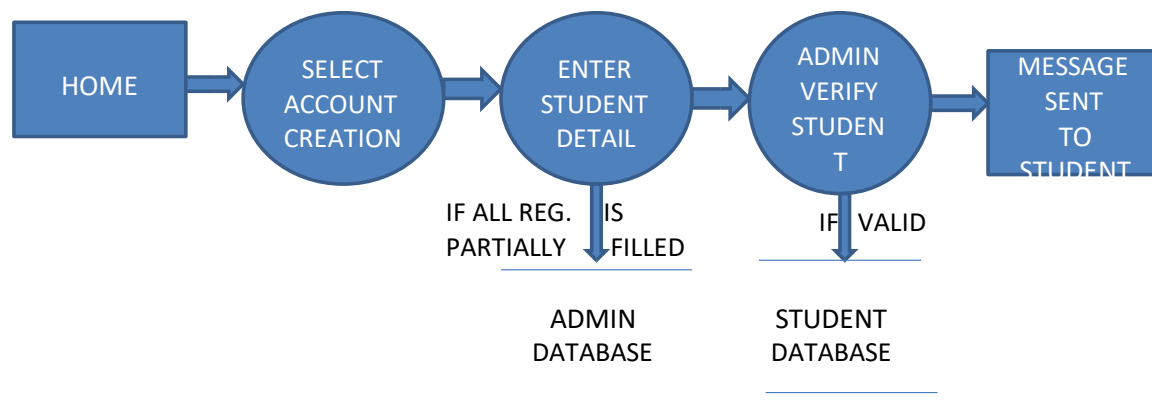 HOME
SELECT
ACCOUNT
CREATION
ENTER
STUDENT
DETAIL
ADMIN
VERIFY
STUDEN
T
MESSAGE
SENT
TO
STUDENT
IF ALL REG. IS
PARTIALLY FILLED
IF VALID
ADMIN
DATABASE
STUDENT
DATABASE